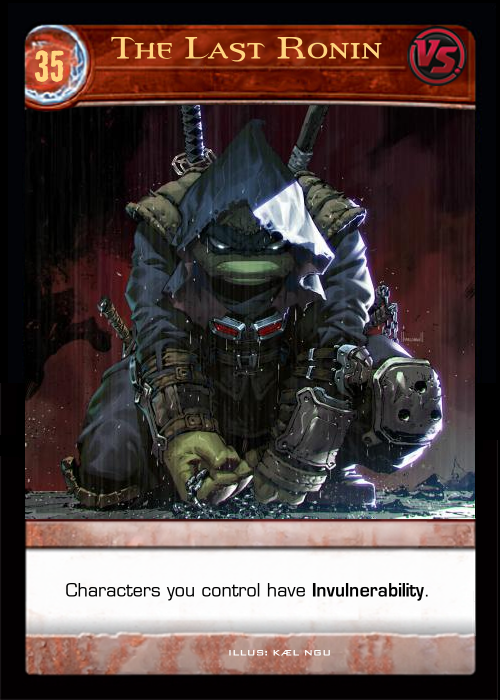 35
The Last Ronin
VS.
Characters you control have Invulnerability.
ILLUS: KÆL NGU